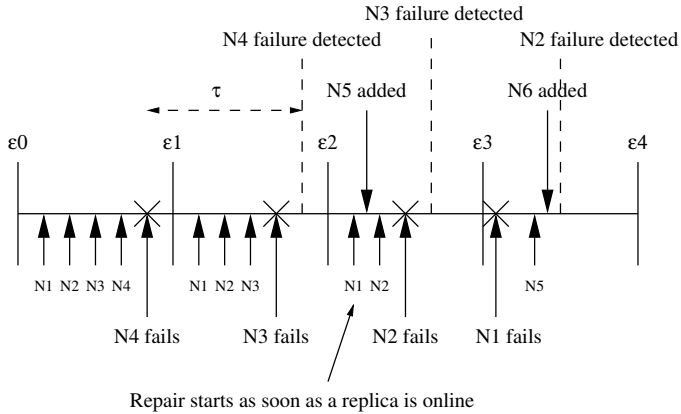 N3 failure detected
N4 failure detected
N2 failure detected
τ
N5 added
N6 added
ε0
ε1
ε2
ε3
ε4
N1 N2 N3 N4
N1 N2 N3
N1 N2
N5
N4 fails
N3 fails
N2 fails
N1 fails
Repair starts as soon as a replica is online